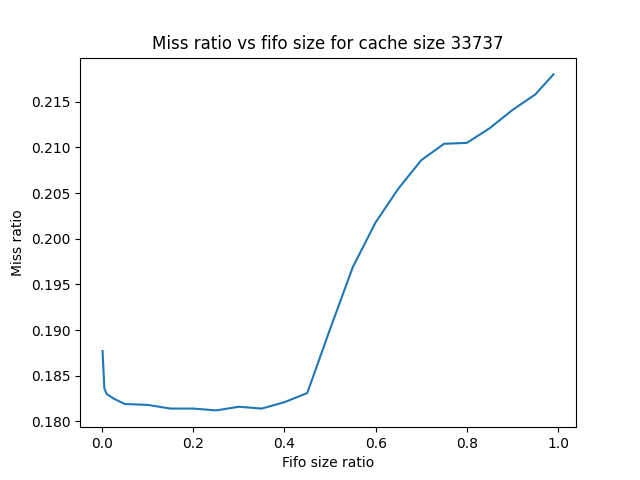 Miss ratio vs fifo size for cache size 33737
0.215
0.210
0.205
0.200
0.195
0.190
0.185
0.180
Miss ratio
0.0 0.2 0.4 0.6 0.8 1.0
Fifo size ratio